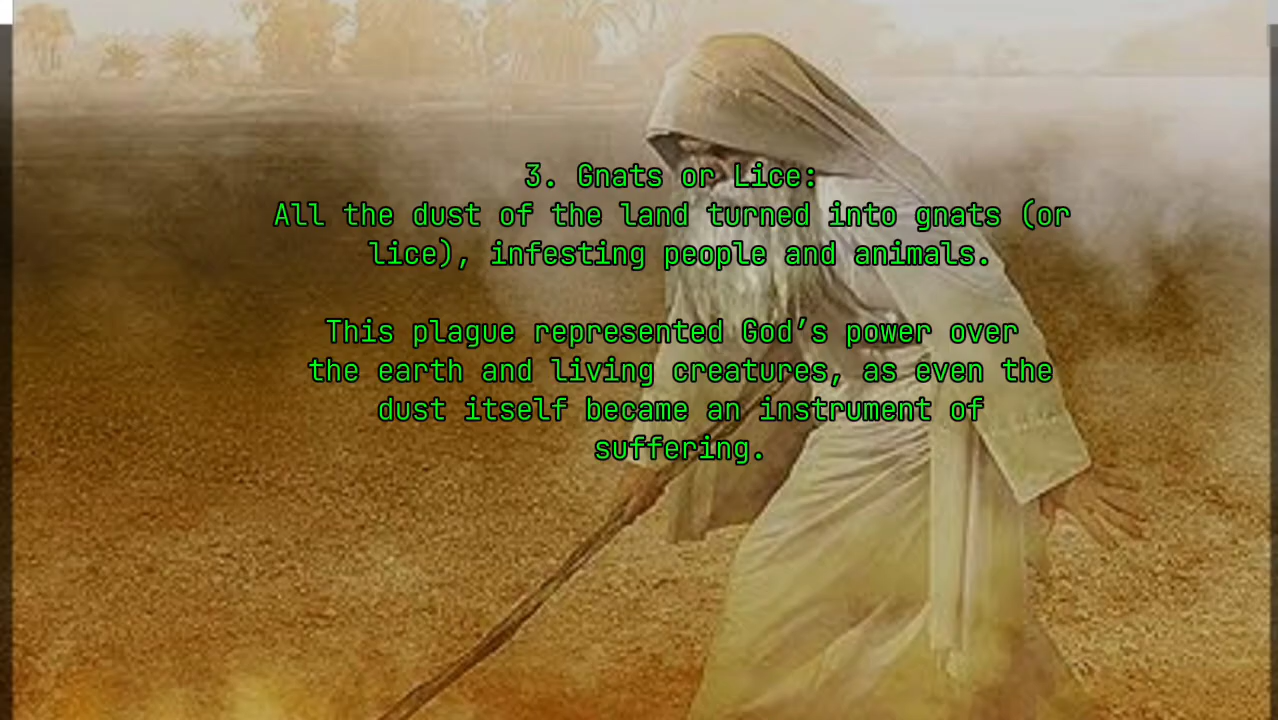 3. Gnats or Lice:
All the dust of the land turned into gnats (or
lice), infesting people and animals.
This plague represented God’s power over
the earth and living creatures, as even the
dust itself became an instrument of
suffering.